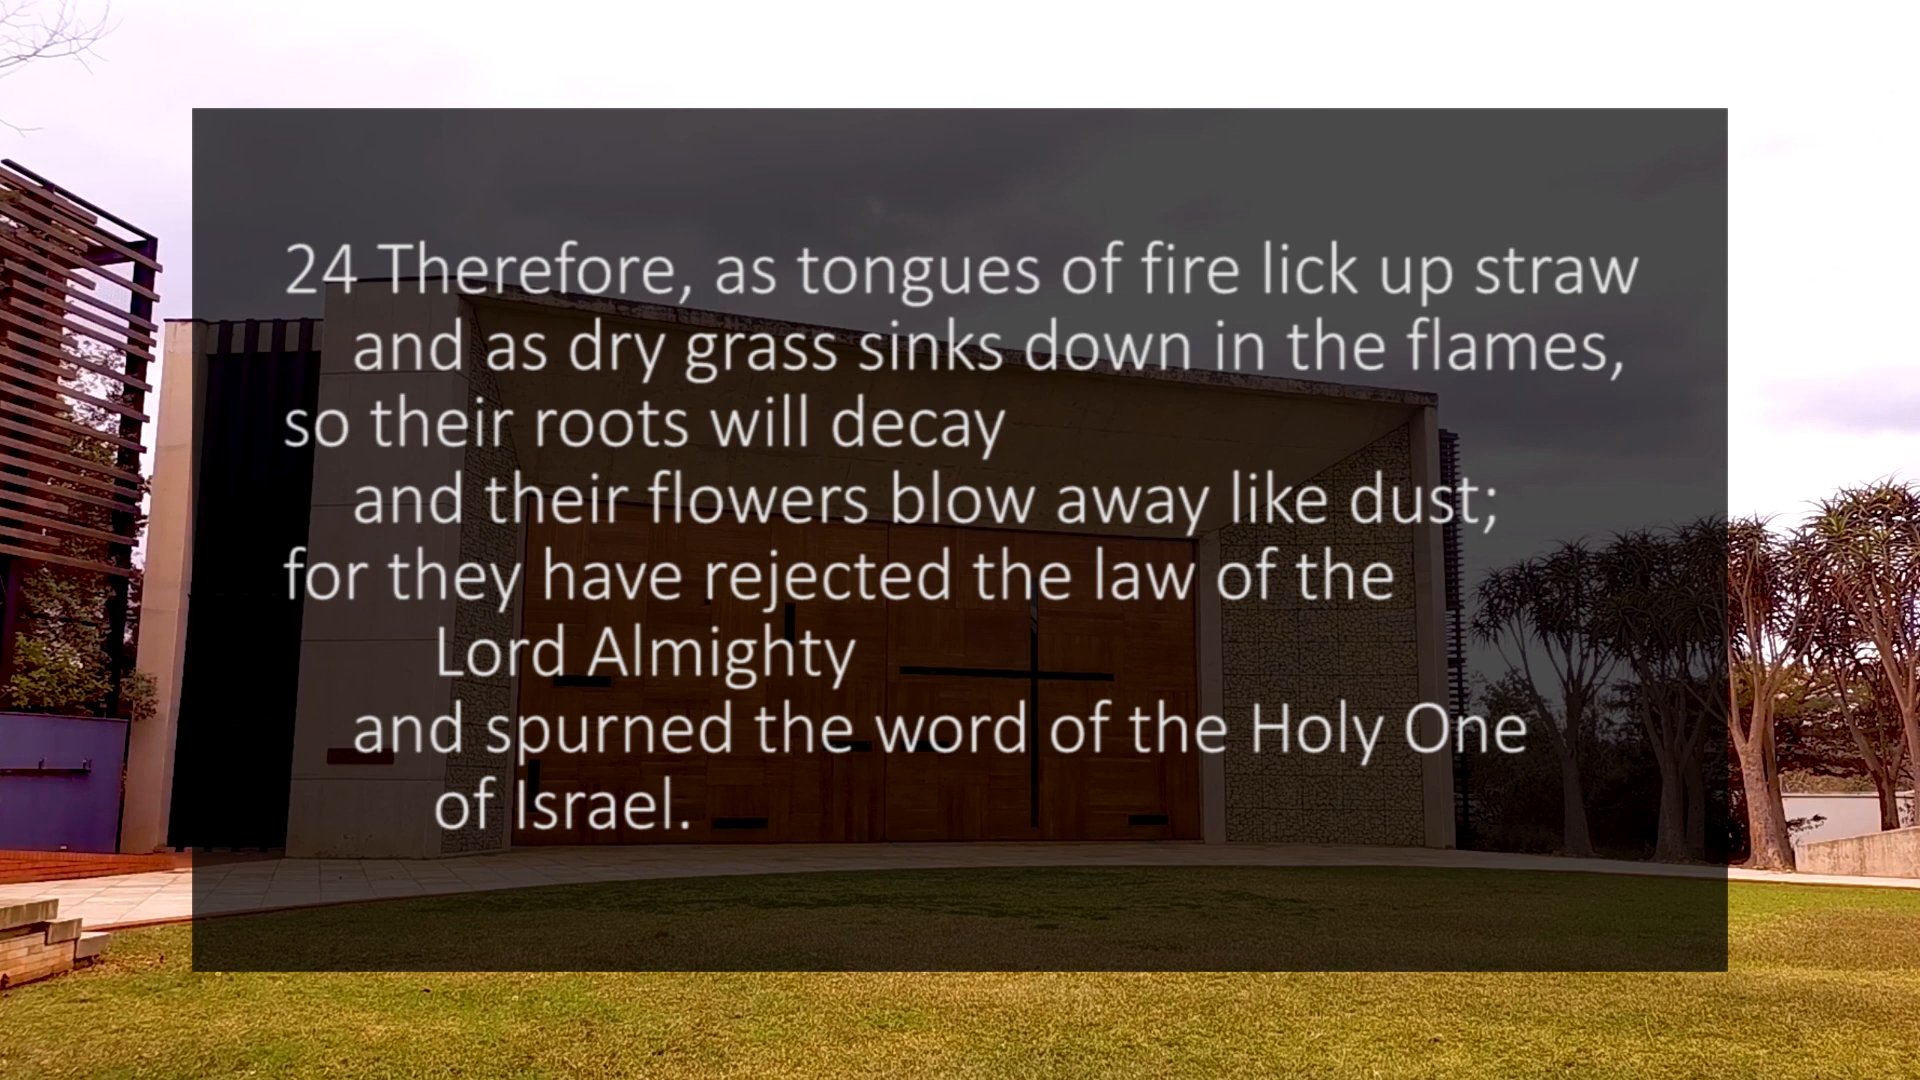 24 Therefore, as tongues of fire lick up straw
and as dry grass sinks down in the flames,
so their roots will decay
and their flowers blow away like dust;
for they have rejected the law of the
Lord Almighty
and spurned the word of the Holy One
of Israel.